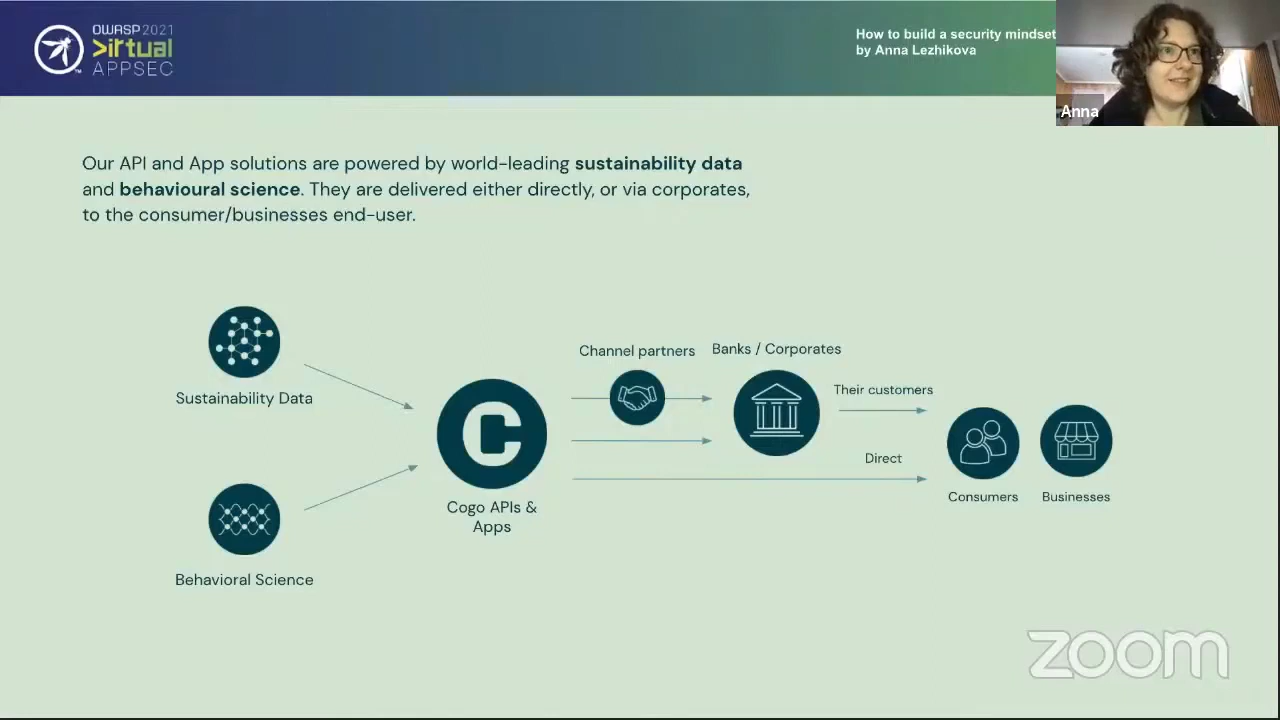 OWASP 2021
Virtual
APPSEC
How to build a security mindset
by Anna Lezhikova
Anna
Our API and App solutions are powered by world-leading sustainability data
and behavioural science. They are delivered either directly, or via corporates,
to the consumer/businesses end-user.
Sustainability Data
Behavioral Science
Cogo APIs &
Apps
Channel partners
Banks / Corporates
Their customers
Direct
Consumers
Businesses
zoom